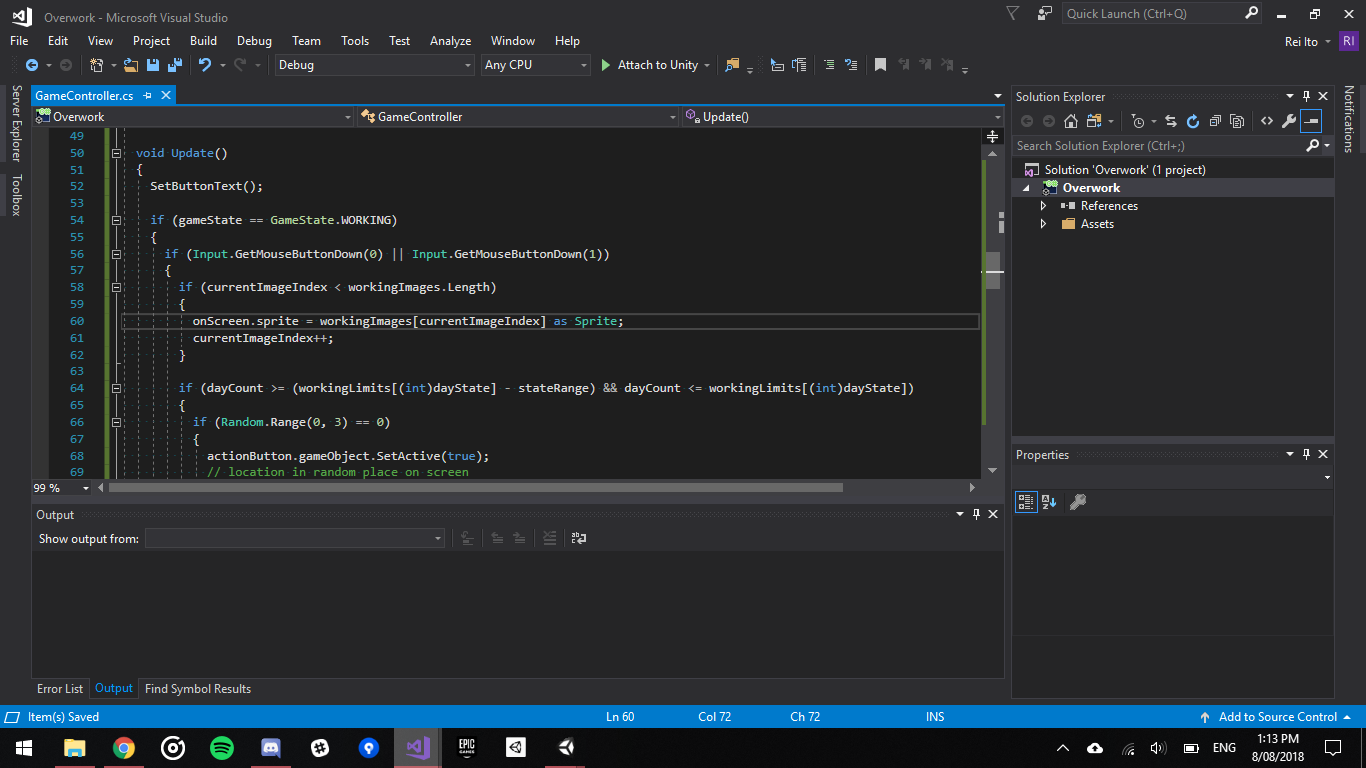 Overwork - Microsoft Visual Studio
Quick Launch (Ctrl+Q)
File Edit View Project Build Debug Team Tools Test Analyze Window Help
Rei Ito RI
Debug Any CPU Attach to Unity
Server Explorer
Toolbox
GameController.cs
Overwork GameController Update()
49
50 void Update()
51 {
52 SetButtonText();
53
54 if (gameState == GameState.WORKING)
55 {
56 if (Input.GetMouseButtonDown(0) || Input.GetMouseButtonDown(1))
57 {
58 if (currentImageIndex < workingImages.Length)
59 {
60 onScreen.sprite = workingImages[currentImageIndex] as Sprite;
61 currentImageIndex++;
62 }
63
64 if (dayCount >= (workingLimits[(int)dayState] - stateRange) && dayCount <= workingLimits[(int)dayState])
65 {
66 if (Random.Range(0, 3) == 0)
67 {
68 actionButton.gameObject.SetActive(true);
69 // location in random place on screen
99 %
Output
Show output from:
Error List Output Find Symbol Results
Solution Explorer
Search Solution Explorer (Ctrl+;)
Solution 'Overwork' (1 project)
Overwork
References
Assets
Properties
Notifications
Item(s) Saved Ln 60 Col 72 Ch 72 INS Add to Source Control
EPIC
GAMES
ENG
1:13 PM
8/08/2018